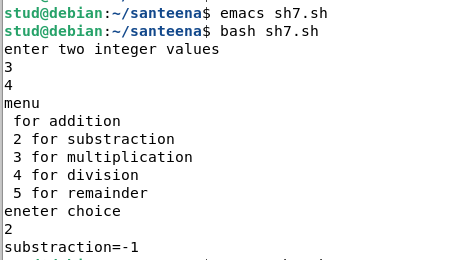 stud@debian:~/santeena$ emacs sh7.sh
stud@debian:~/santeena$ bash sh7.sh
enter two integer values
3
4
menu
 for addition
 2 for substraction
 3 for multiplication
 4 for division
 5 for remainder
eneter choice
2
substraction=-1